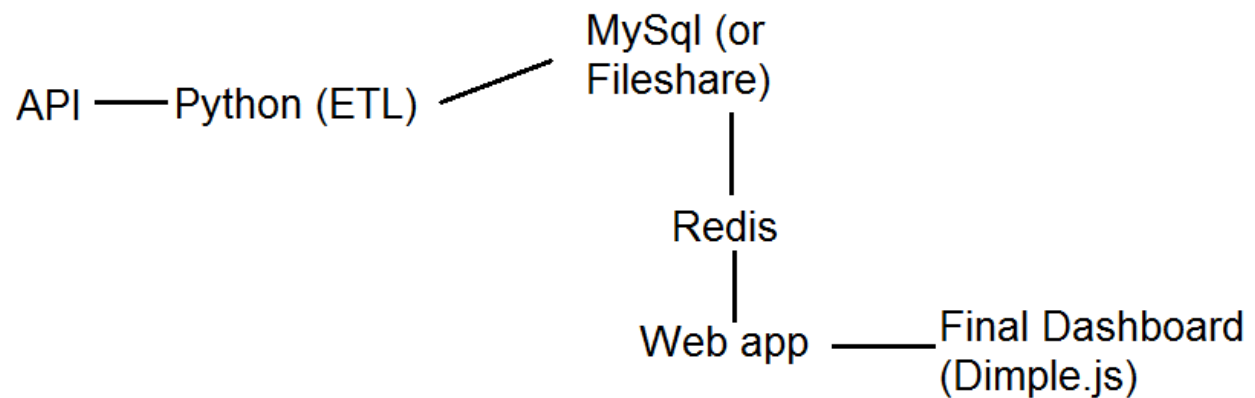 API
Python (ETL)
MySql (or
Fileshare)
Redis
Web app
Final Dashboard
(Dimple.js)